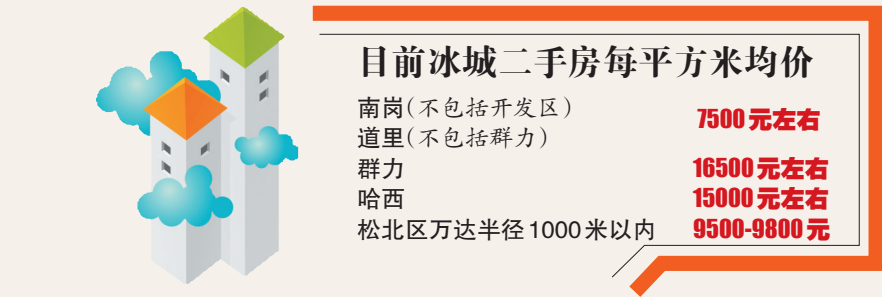 目前冰城二手房每平方米均价
南岗(不包括开发区)
道里(不包括群力)
7500元左右
群力 16500元左右
哈西 15000元左右
松北区万达半径1000米以内 9500-9800元